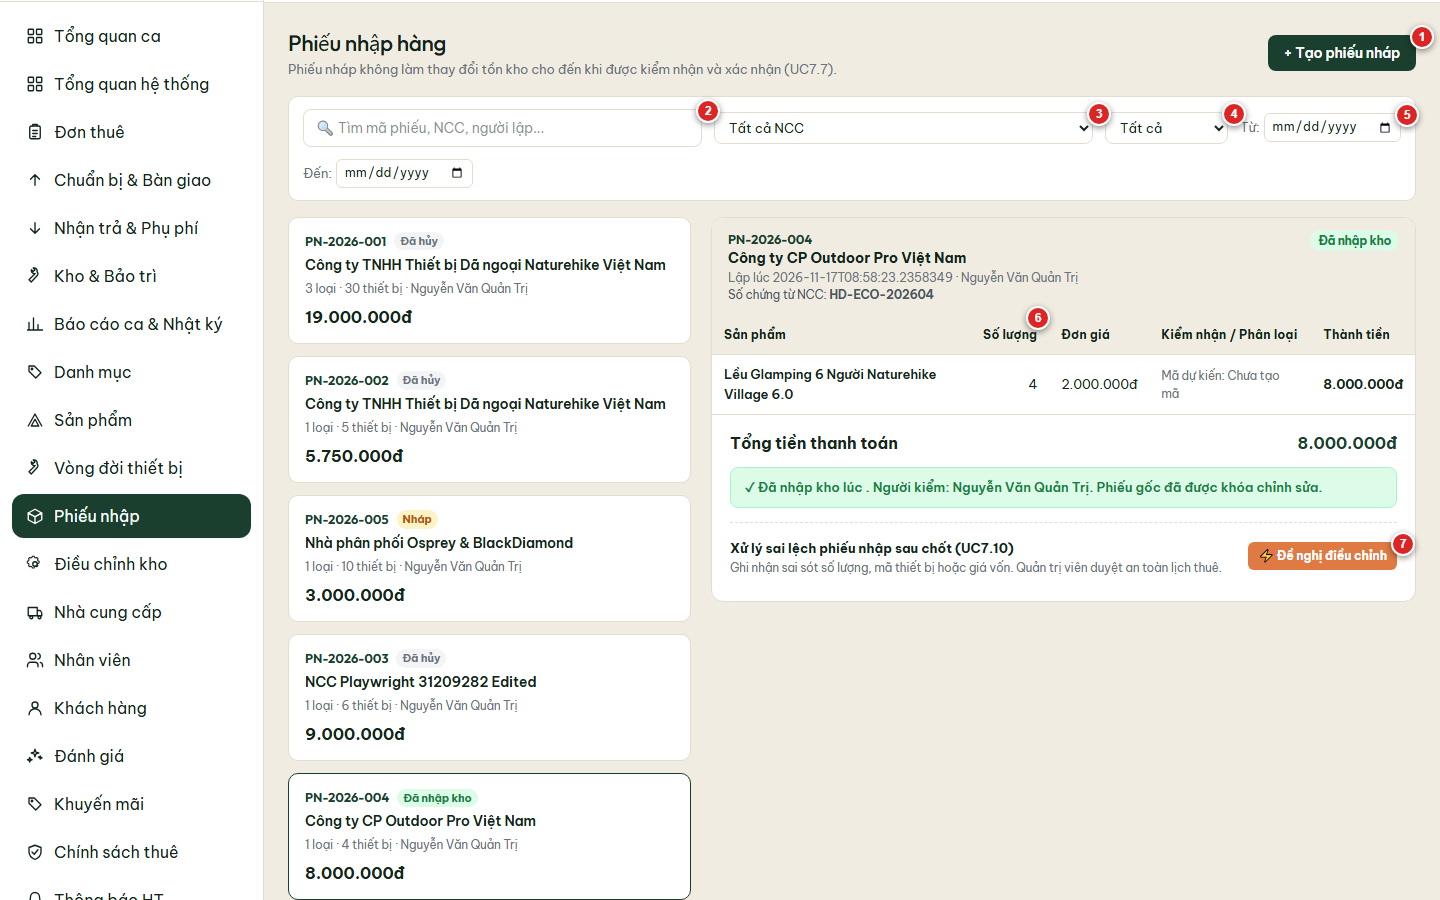 Tổng quan ca
Tổng quan hệ thống
Đơn thuê
Chuẩn bị & Bàn giao
Nhận trả & Phụ phí
Kho & Bảo trì
Báo cáo ca & Nhật ký
Danh mục
Sản phẩm
Vòng đời thiết bị
Phiếu nhập
Điều chỉnh kho
Nhà cung cấp
Nhân viên
Khách hàng
Đánh giá
Khuyến mãi
Chính sách thuê
Thông báo HT
Phiếu nhập hàng
Phiếu nháp không làm thay đổi tồn kho cho đến khi được kiểm nhận và xác nhận (UC7.7).
+ Tạo phiếu nháp
1
Tìm mã phiếu, NCC, người lập...
2
Tất cả NCC
3
Tất cả
4
Từ: mm/dd/yyyy
5
Đến: mm/dd/yyyy
PN-2026-001 Đã hủy
Công ty TNHH Thiết bị Dã ngoại Naturehike Việt Nam
3 loại · 30 thiết bị · Nguyễn Văn Quản Trị
19.000.000đ
PN-2026-002 Đã hủy
Công ty TNHH Thiết bị Dã ngoại Naturehike Việt Nam
1 loại · 5 thiết bị · Nguyễn Văn Quản Trị
5.750.000đ
PN-2026-005 Nháp
Nhà phân phối Osprey & BlackDiamond
1 loại · 10 thiết bị · Nguyễn Văn Quản Trị
3.000.000đ
PN-2026-003 Đã hủy
NCC Playwright 31209282 Edited
1 loại · 6 thiết bị · Nguyễn Văn Quản Trị
9.000.000đ
PN-2026-004 Đã nhập kho
Công ty CP Outdoor Pro Việt Nam
1 loại · 4 thiết bị · Nguyễn Văn Quản Trị
8.000.000đ
PN-2026-004
Đã nhập kho
Công ty CP Outdoor Pro Việt Nam
Lập lúc 2026-11-17T08:58:23.2358349 · Nguyễn Văn Quản Trị
Số chứng từ NCC: HD-ECO-202604
6
Sản phẩm Số lượng Đơn giá Kiểm nhận / Phân loại Thành tiền
Lều Glamping 6 Người Naturehike Village 6.0 4 2.000.000đ Mã dự kiến: Chưa tạo mã 8.000.000đ
Tổng tiền thanh toán 8.000.000đ
✓ Đã nhập kho lúc . Người kiểm: Nguyễn Văn Quản Trị. Phiếu gốc đã được khóa chỉnh sửa.
Xử lý sai lệch phiếu nhập sau chốt (UC7.10)
Ghi nhận sai sót số lượng, mã thiết bị hoặc giá vốn. Quản trị viên duyệt an toàn lịch thuê.
⚡ Đề nghị điều chỉnh
7